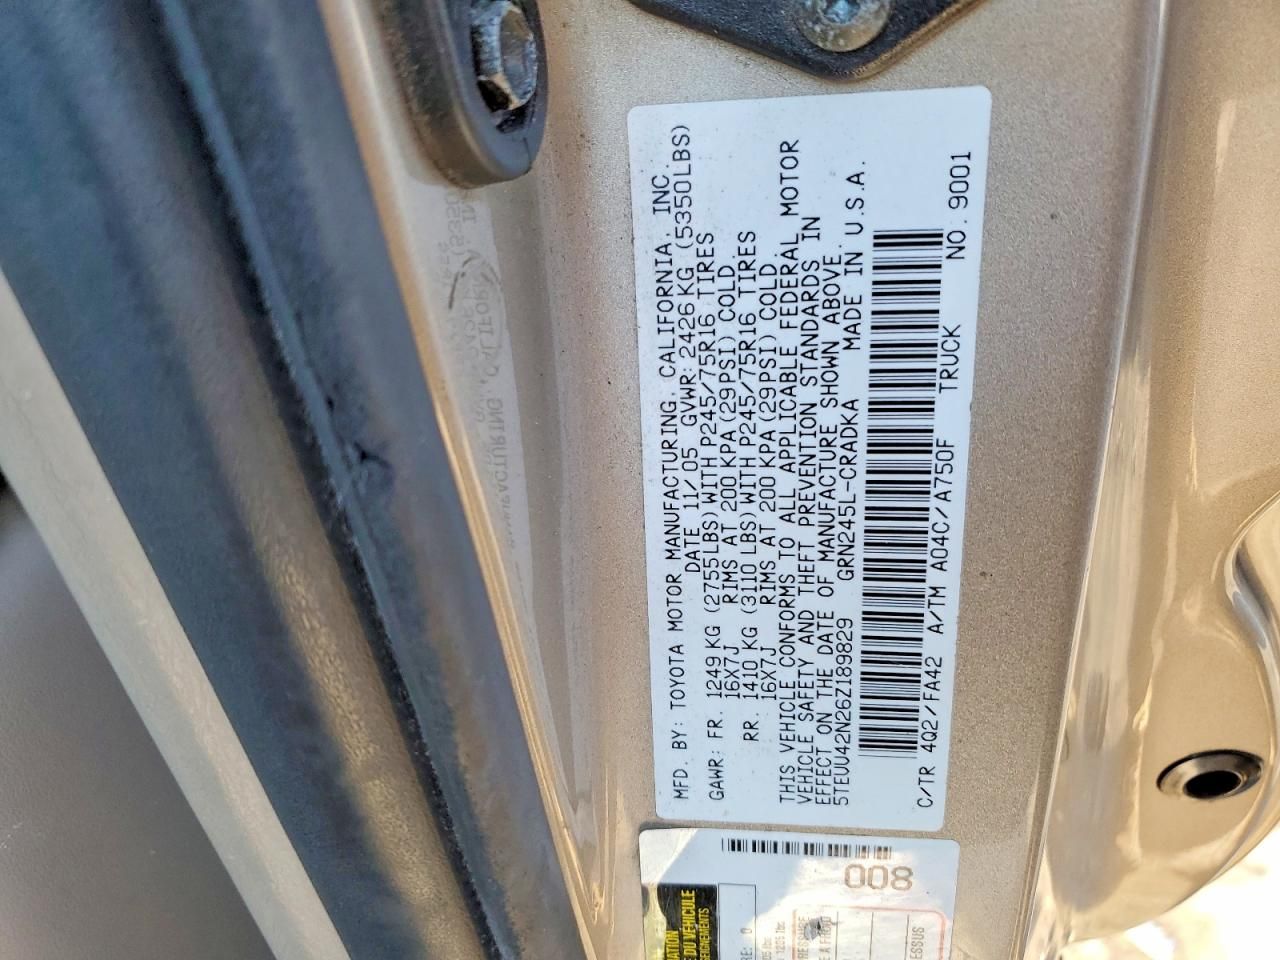 MFD. BY: TOYOTA MOTOR MANUFACTURING, CALIFORNIA, INC.
DATE 11/05 GVWR: 2426 KG (5350LBS)
GAWR: FR. 1249 KG (2755LBS) WITH P245/75R16 TIRES
16X7J RIMS AT 200 KPA (29PSI) COLD
RR. 1410 KG (3110 LBS) WITH P245/75R16 TIRES
16X7J RIMS AT 200 KPA (29PSI) COLD
THIS VEHICLE CONFORMS TO ALL APPLICABLE FEDERAL MOTOR
VEHICLE SAFETY AND THEFT PREVENTION STANDARDS IN
EFFECT ON THE DATE OF MANUFACTURE SHOWN ABOVE.
5TEUU42N26Z189829 GRN245L-CRADKA MADE IN U.S.A.
C/TR 4Q2/FA42 A/TM A04C/A750F TRUCK NO. 9001
008
DU VÉHICULE
ESSUS